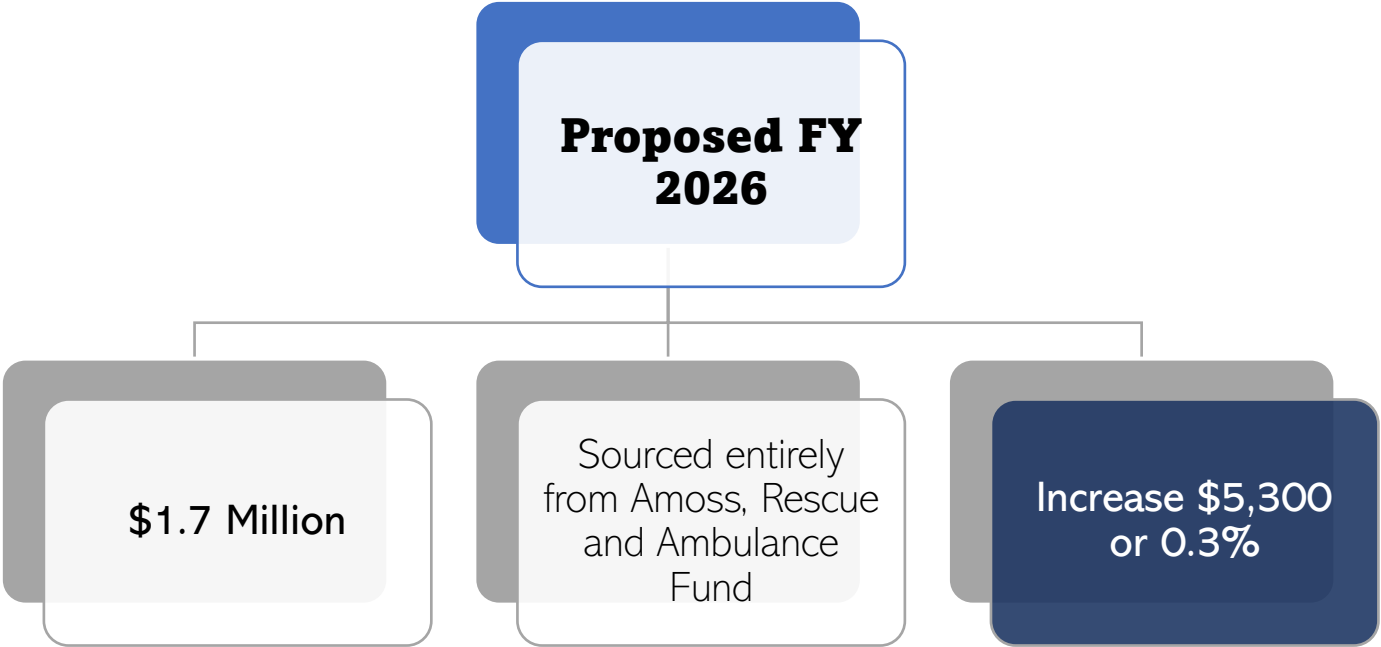 Proposed FY
2026
$1.7 Million
Sourced entirely
from Amoss, Rescue
and Ambulance
Fund
Increase $5,300
or 0.3%